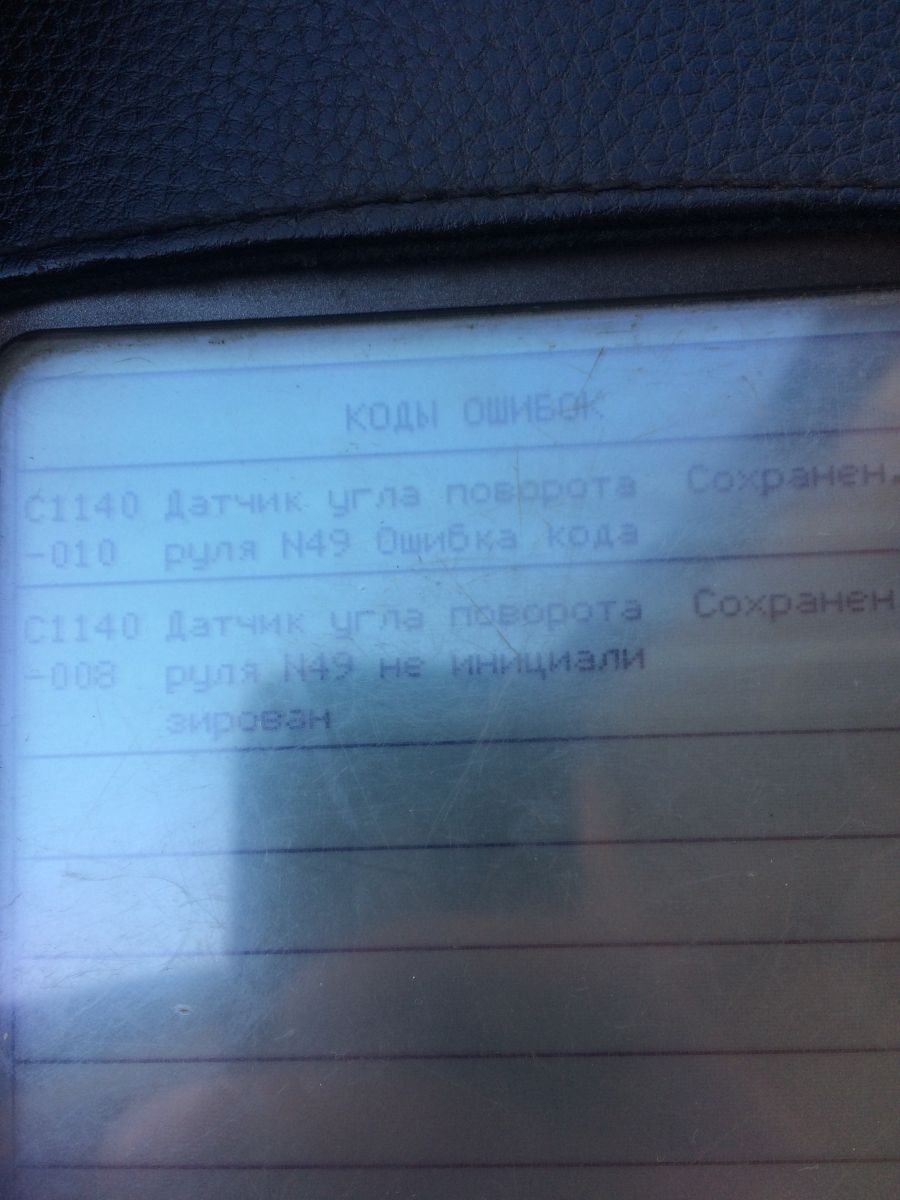 КОДЫ ОШИБОК
C1140 Датчик угла поворота Сохранен.
-010 руля N49 Ошибка кода
C1140 Датчик угла поворота Сохранен
-008 руля N49 не инициали
зирован